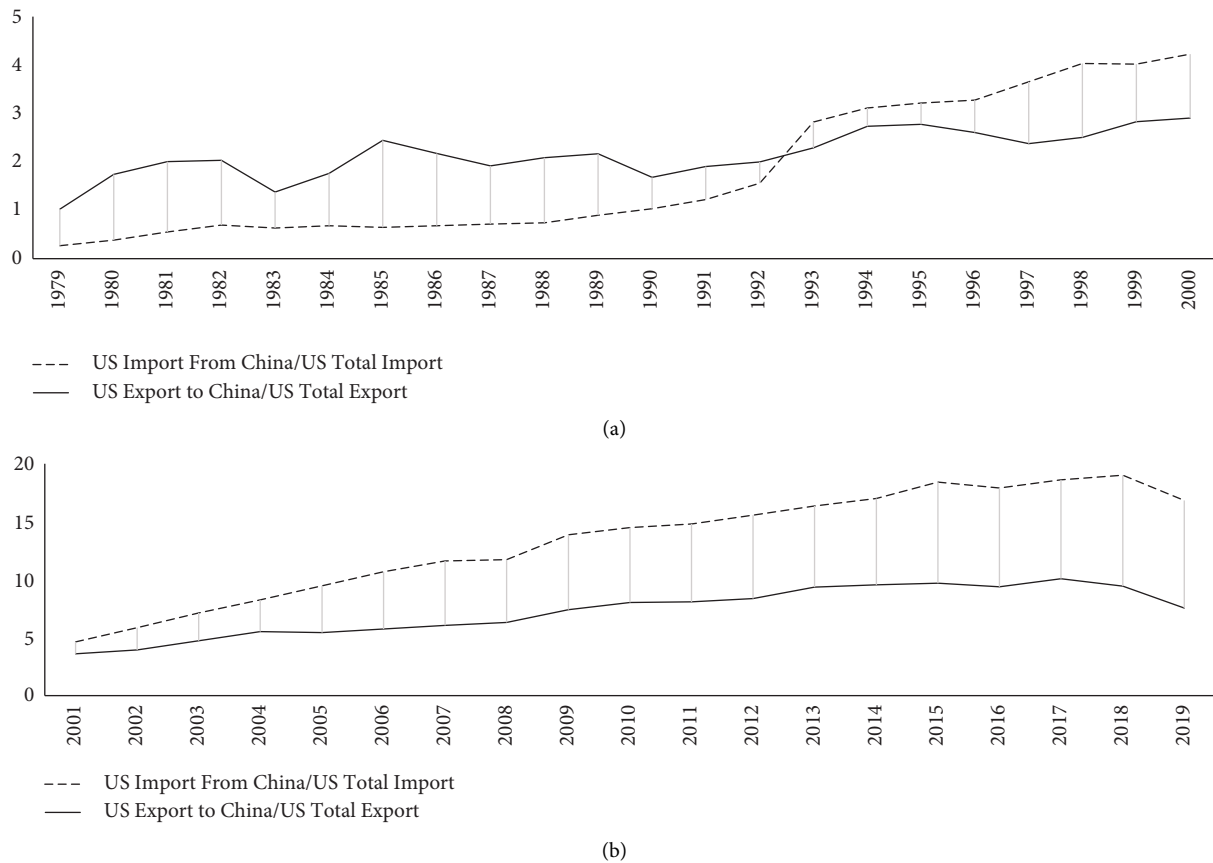 5
4
3
2
1
0
1979 1980 1981 1982 1983 1984 1985 1986 1987 1988 1989 1990 1991 1992 1993 1994 1995 1996 1997 1998 1999 2000
US Import From China/US Total Import
US Export to China/US Total Export
(a)
20
15
10
5
0
2001 2002 2003 2004 2005 2006 2007 2008 2009 2010 2011 2012 2013 2014 2015 2016 2017 2018 2019
US Import From China/US Total Import
US Export to China/US Total Export
(b)